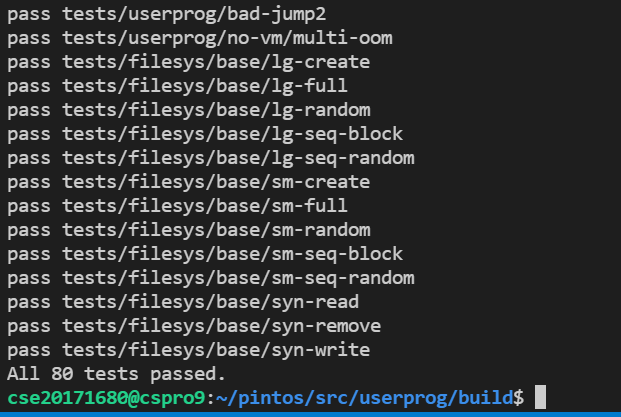 pass tests/userprog/bad-jump2
pass tests/userprog/no-vm/multi-oom
pass tests/filesys/base/lg-create
pass tests/filesys/base/lg-full
pass tests/filesys/base/lg-random
pass tests/filesys/base/lg-seq-block
pass tests/filesys/base/lg-seq-random
pass tests/filesys/base/sm-create
pass tests/filesys/base/sm-full
pass tests/filesys/base/sm-random
pass tests/filesys/base/sm-seq-block
pass tests/filesys/base/sm-seq-random
pass tests/filesys/base/syn-read
pass tests/filesys/base/syn-remove
pass tests/filesys/base/syn-write
All 80 tests passed.
cse20171680@cspro9:~/pintos/src/userprog/build$